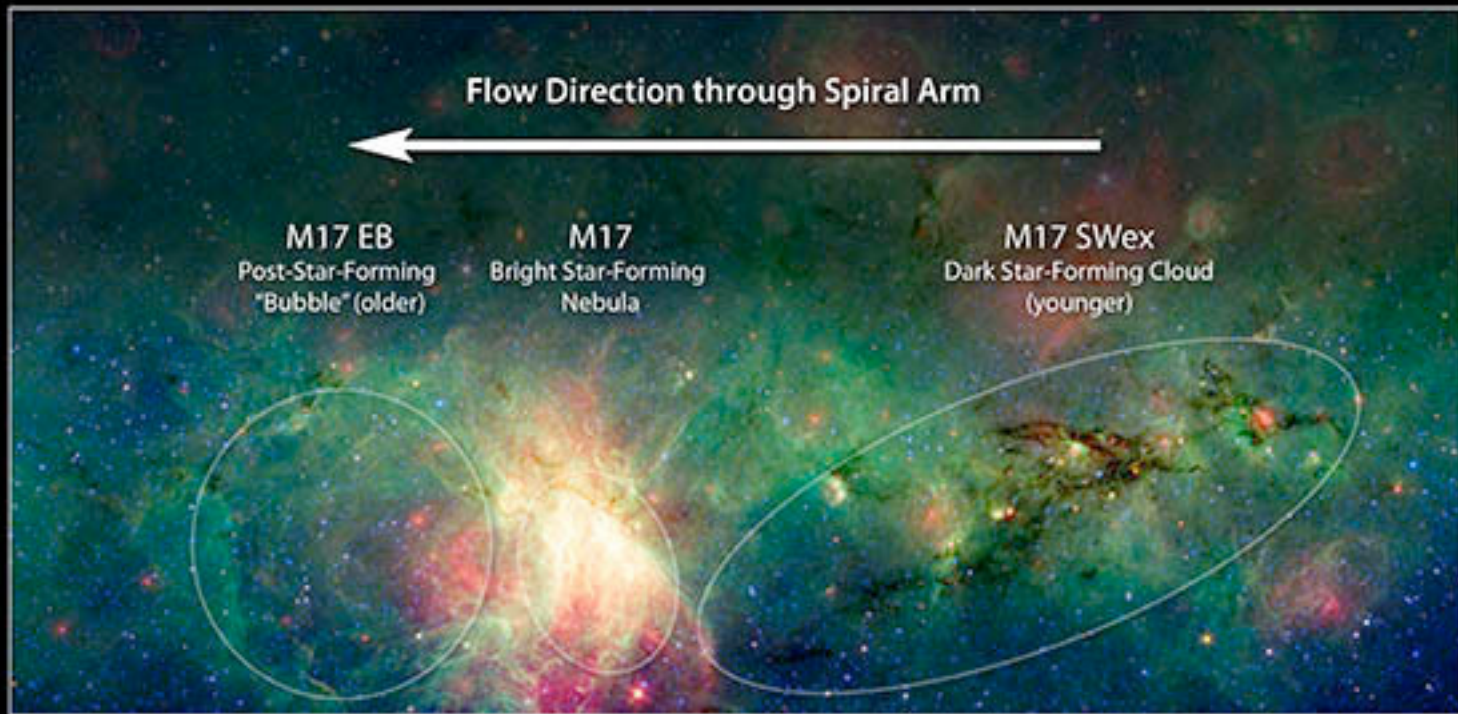 Flow Direction through Spiral Arm
M17 EB
Post-Star-Forming
"Bubble" (older)
M17
Bright Star-Forming
Nebula
M17 SWex
Dark Star-Forming Cloud
(younger)